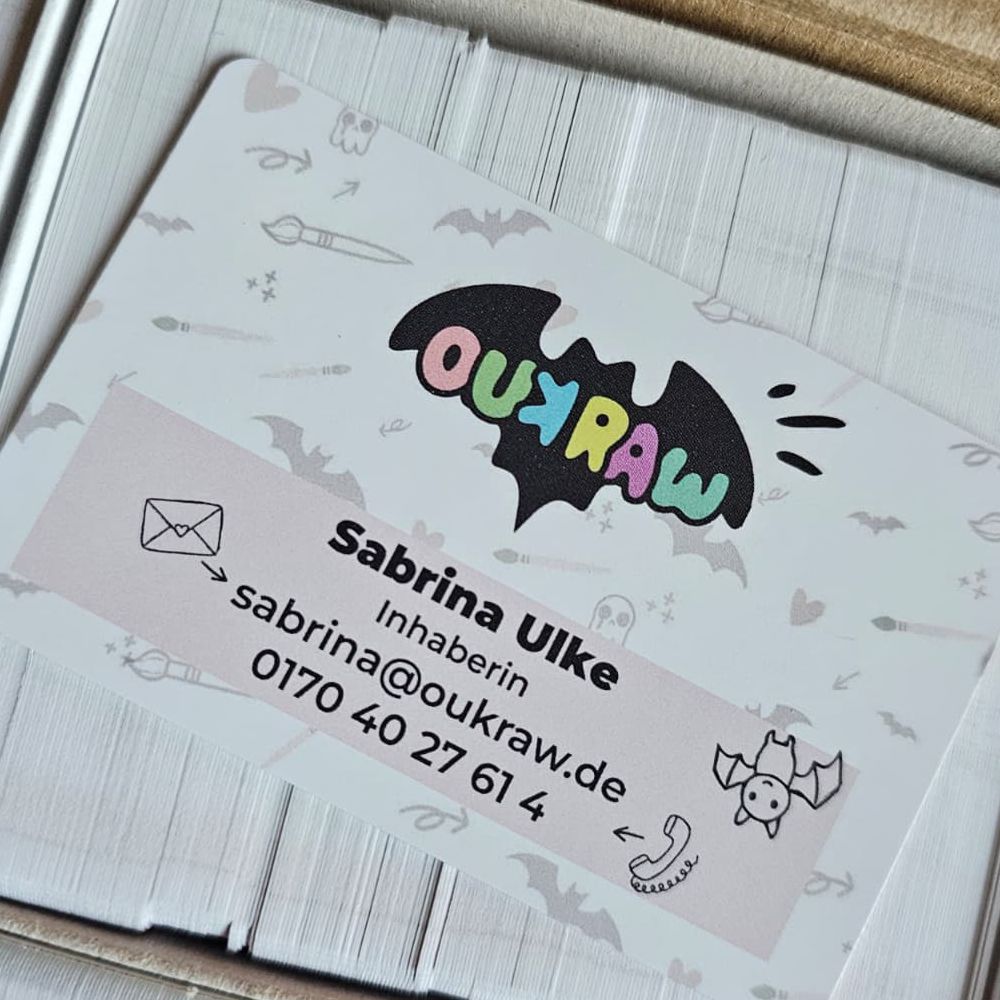 OUKRAW
Sabrina Ulke
Inhaberin
sabrina@oukraw.de
0170 40 27 61 4